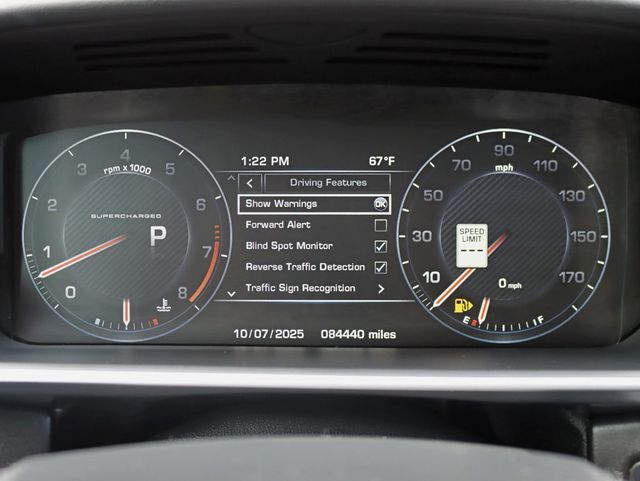 1:22 PM 67°F
< Driving Features
Show Warnings OK
Forward Alert
Blind Spot Monitor
Reverse Traffic Detection
Traffic Sign Recognition >
10/07/2025 084440 miles
rpm x 1000
0 1 2 3 4 5 6 7 8
SUPERCHARGED
P
mph
10 30 50 70 90 110 130 150 170
SPEED
LIMIT
---
0 mph
E F